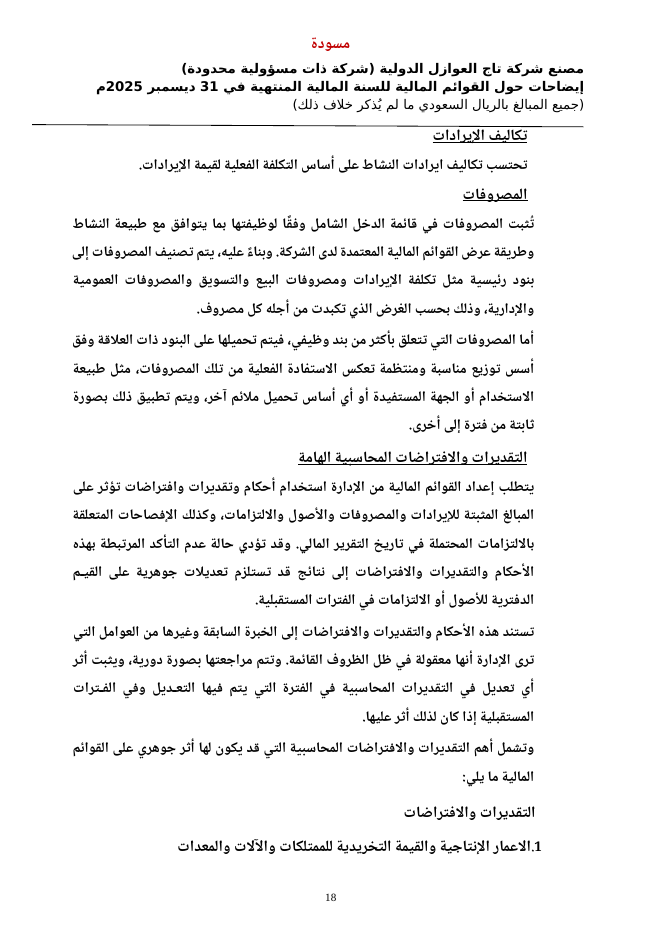 مسودة
مصنع شركة تاج العوازل الدولية (شركة ذات مسؤولية محدودة)
إيضاحات حول القوائم المالية للسنة المالية المنتهية في 31 ديسمبر 2025م
(جميع المبالغ بالريال السعودي ما لم يُذكر خلاف ذلك)
تكاليف الإيرادات
تحتسب تكاليف ايرادات النشاط على أساس التكلفة الفعلية لقيمة الإيرادات.
المصروفات
تُثبت المصروفات في قائمة الدخل الشامل وفقًا لوظيفتها بما يتوافق مع طبيعة النشاط
وطريقة عرض القوائم المالية المعتمدة لدى الشركة. وبناءً عليه، يتم تصنيف المصروفات إلى
بنود رئيسية مثل تكلفة الإيرادات ومصروفات البيع والتسويق والمصروفات العمومية
والإدارية، وذلك بحسب الغرض الذي تكبدت من أجله كل مصروف.
أما المصروفات التي تتعلق بأكثر من بند وظيفي، فيتم تحميلها على البنود ذات العلاقة وفق
أسس توزيع مناسبة ومنتظمة تعكس الاستفادة الفعلية من تلك المصروفات، مثل طبيعة
الاستخدام أو الجهة المستفيدة أو أي أساس تحميل ملائم آخر، ويتم تطبيق ذلك بصورة
ثابتة من فترة إلى أخرى.
التقديرات والافتراضات المحاسبية الهامة
يتطلب إعداد القوائم المالية من الإدارة استخدام أحكام وتقديرات وافتراضات تؤثر على
المبالغ المثبتة للإيرادات والمصروفات والأصول والالتزامات، وكذلك الإفصاحات المتعلقة
بالالتزامات المحتملة في تاريخ التقرير المالي. وقد تؤدي حالة عدم التأكد المرتبطة بهذه
الأحكام والتقديرات والافتراضات إلى نتائج قد تستلزم تعديلات جوهرية على القيم
الدفترية للأصول أو الالتزامات في الفترات المستقبلية.
تستند هذه الأحكام والتقديرات والافتراضات إلى الخبرة السابقة وغيرها من العوامل التي
ترى الإدارة أنها معقولة في ظل الظروف القائمة. وتتم مراجعتها بصورة دورية، ويثبت أثر
أي تعديل في التقديرات المحاسبية في الفترة التي يتم فيها التعديل وفي الفترات
المستقبلية إذا كان لذلك أثر عليها.
وتشمل أهم التقديرات والافتراضات المحاسبية التي قد يكون لها أثر جوهري على القوائم
المالية ما يلي:
التقديرات والافتراضات
1.الاعمار الإنتاجية والقيمة التخريدية للممتلكات والآلات والمعدات
18